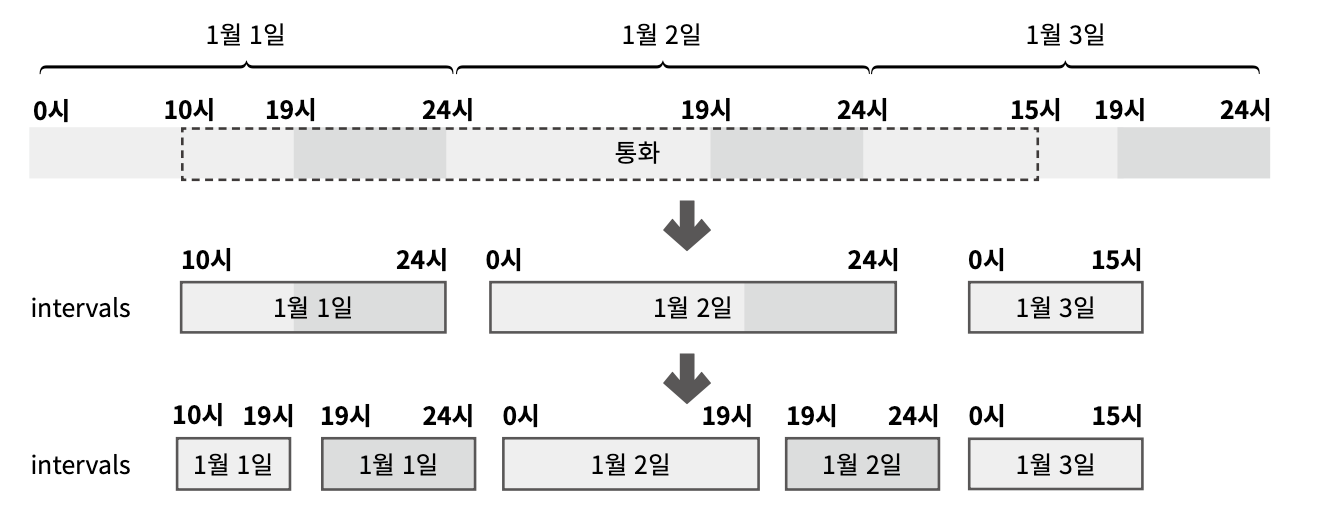 1월 1일 1월 2일 1월 3일
0시 10시 19시 24시 19시 24시 15시 19시 24시
통화
10시 24시 0시 24시 0시 15시
intervals 1월 1일 1월 2일 1월 3일
10시 19시 19시 24시 0시 19시 19시 24시 0시 15시
intervals 1월 1일 1월 1일 1월 2일 1월 2일 1월 3일